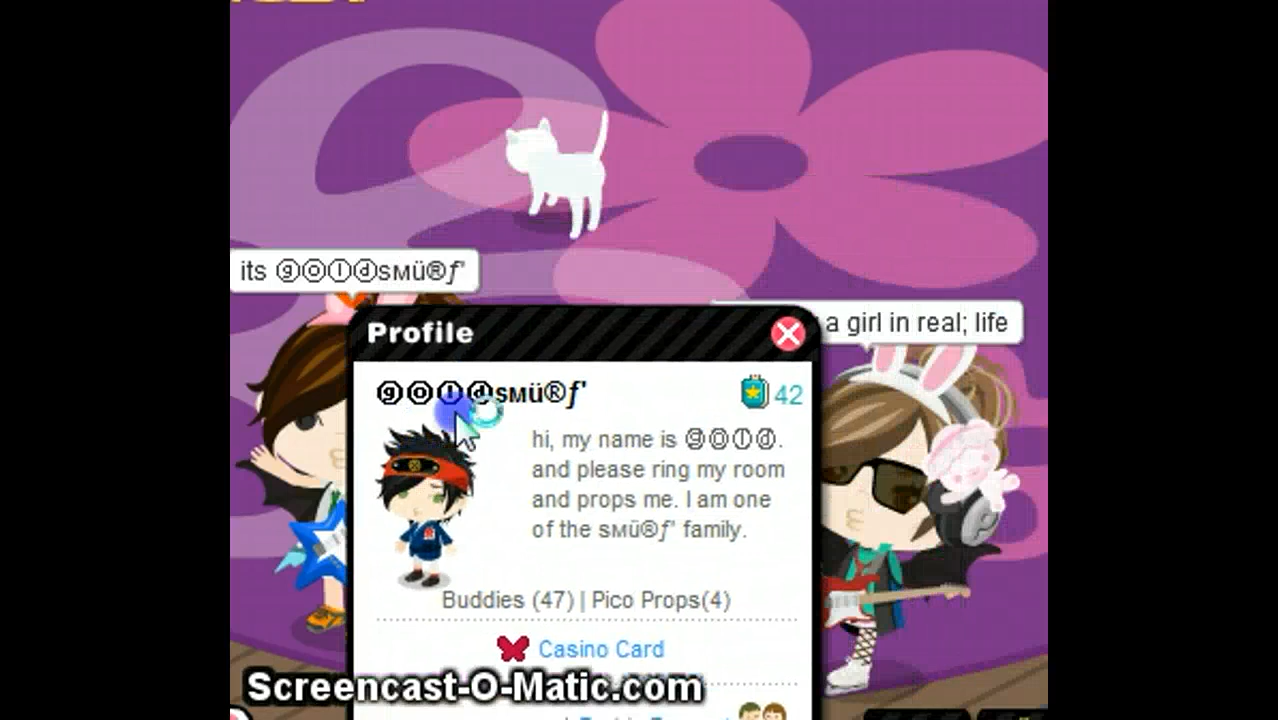 its ⓖⓞⓛⓓsмü®ƒ'
a girl in real; life
Profile
ⓖⓞⓛⓓsмü®ƒ'
42
hi, my name is ⓖⓞⓛⓓ.
and please ring my room
and props me. I am one
of the sмü®ƒ' family.
Buddies (47) | Pico Props(4)
Casino Card
Screencast-O-Matic.com